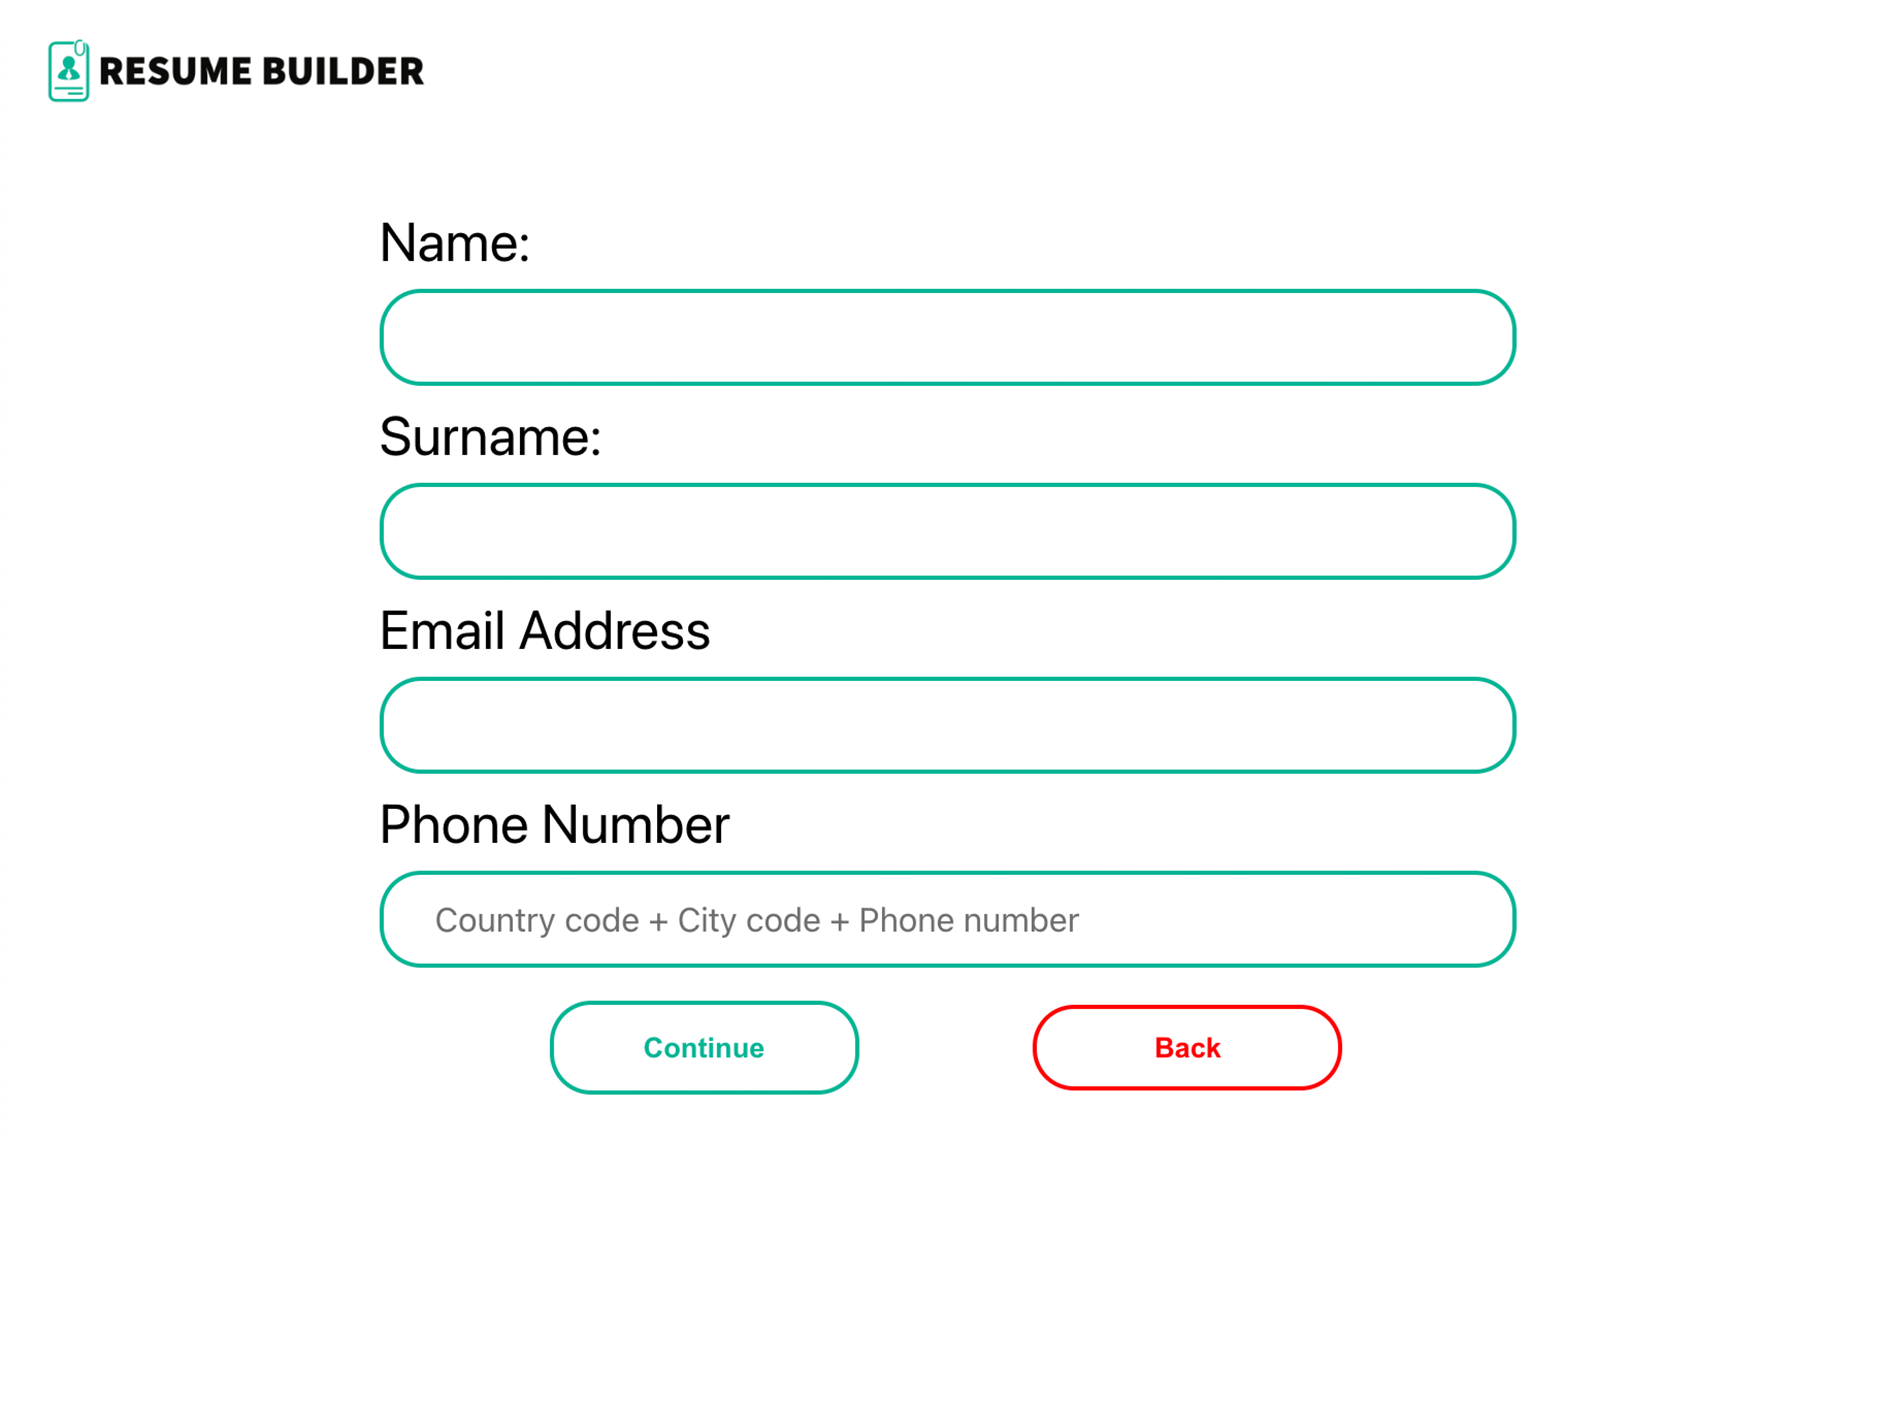 RESUME BUILDER
Name:
Surname:
Email Address
Phone Number
Country code + City code + Phone number
Continue Back